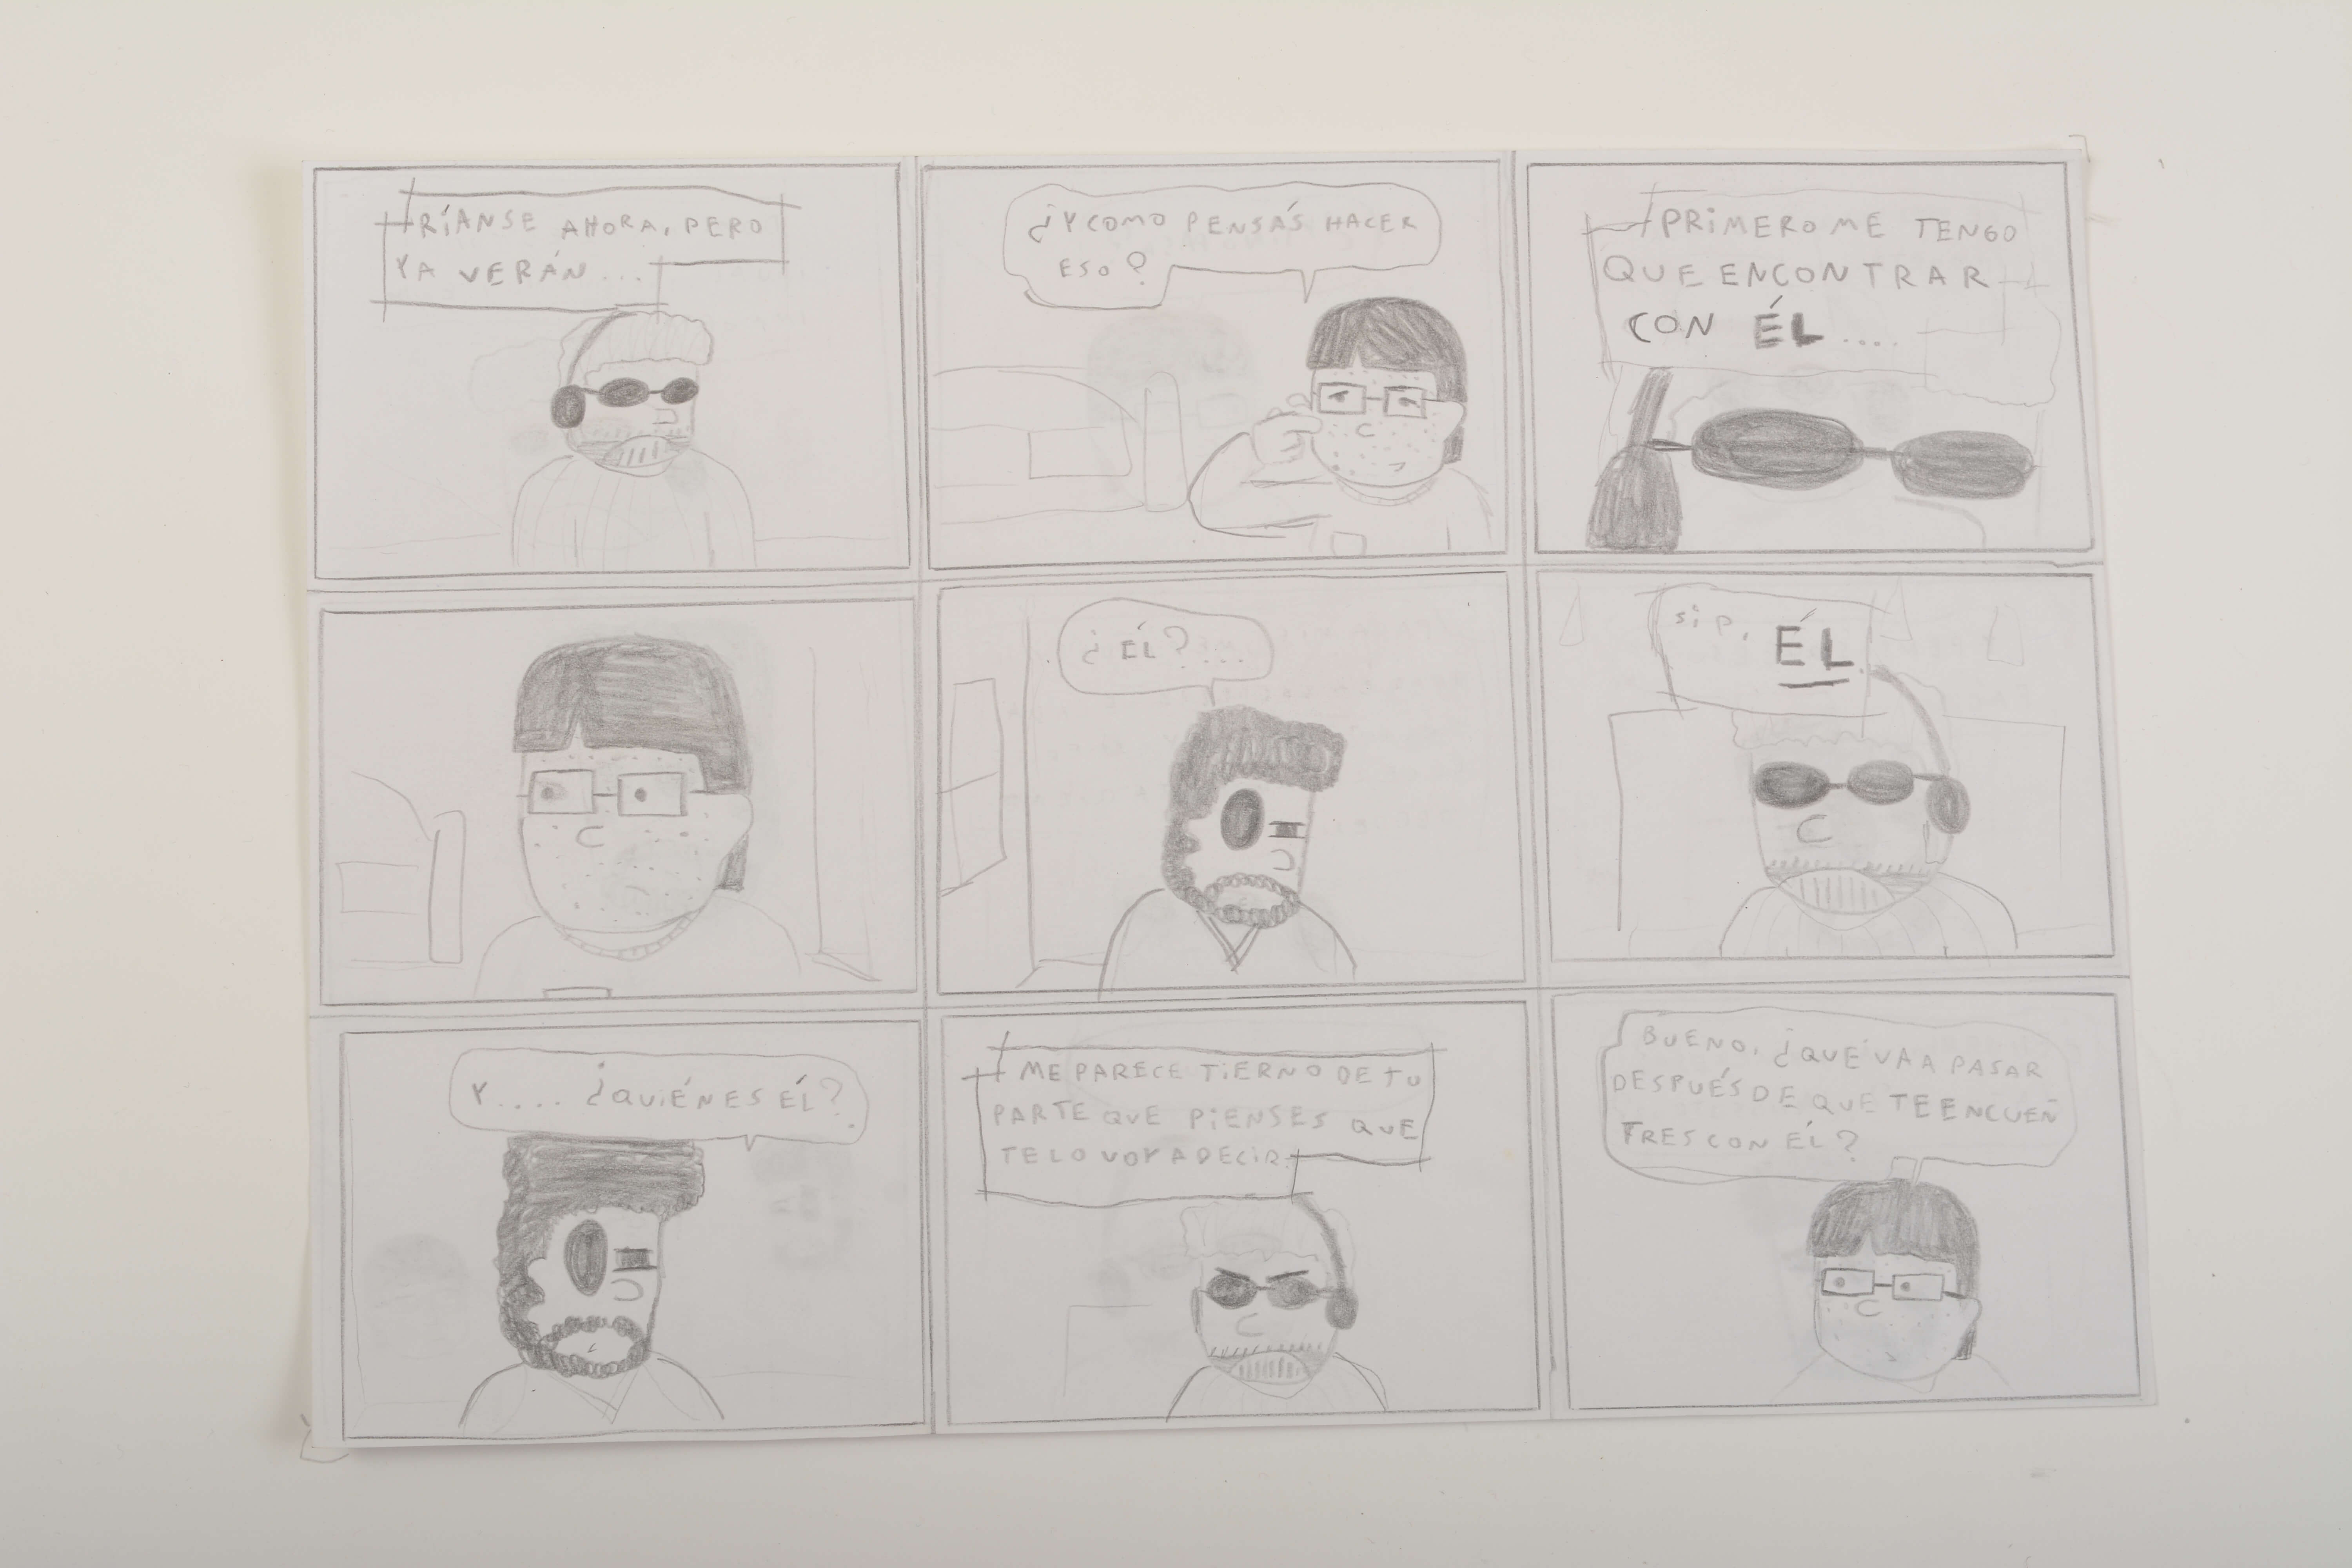 RÍANSE AHORA, PERO
YA VERÁN...
¿Y COMO PENSÁS HACER
ESO?
PRIMERO ME TENGO
QUE ENCONTRAR
CON ÉL....
¿ÉL?...
SIP, ÉL.
Y.... ¿QUIÉN ES ÉL?
ME PARECE TIERNO DE TU
PARTE QUE PIENSES QUE
TE LO VOY A DECIR.
BUENO, ¿QUÉ VA A PASAR
DESPUÉS DE QUE TE ENCUEN
TRES CON ÉL?